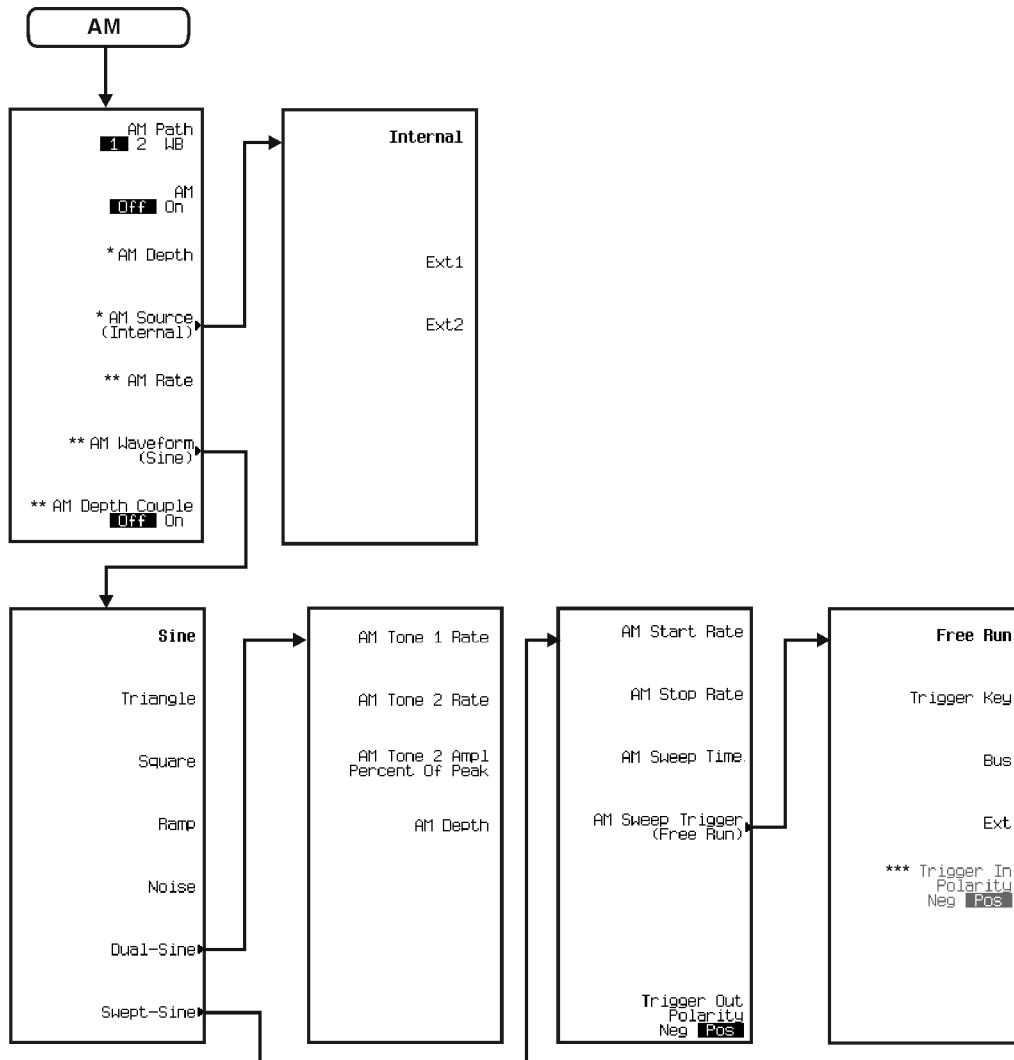 AM
AM Path
1 2 WB
AM
Off On
* AM Depth
* AM Source
(Internal)
** AM Rate
** AM Waveform
(Sine)
** AM Depth Couple
Off On
Internal
Ext1
Ext2
Sine
Triangle
Square
Ramp
Noise
Dual-Sine
Swept-Sine
AM Tone 1 Rate
AM Tone 2 Rate
AM Tone 2 Ampl
Percent Of Peak
AM Depth
AM Start Rate
AM Stop Rate
AM Sweep Time
AM Sweep Trigger
(Free Run)
Trigger Out
Polarity
Neg Pos
Free Run
Trigger Key
Bus
Ext
*** Trigger In
Polarity
Neg Pos